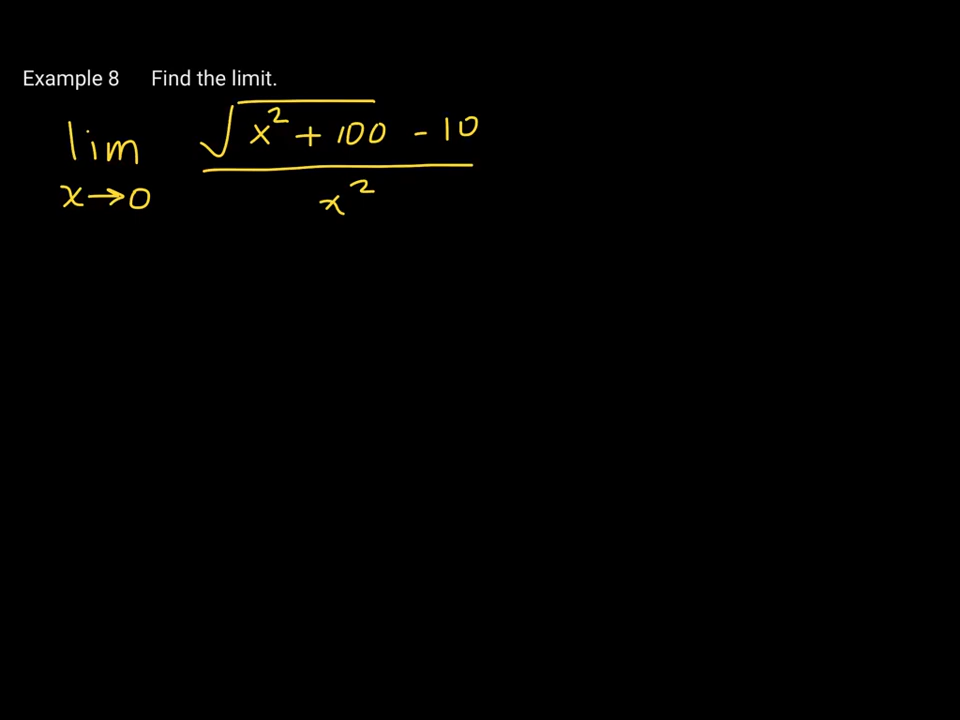 Example 8 Find the limit.
lim √(x² + 100) - 10
x→0 x²